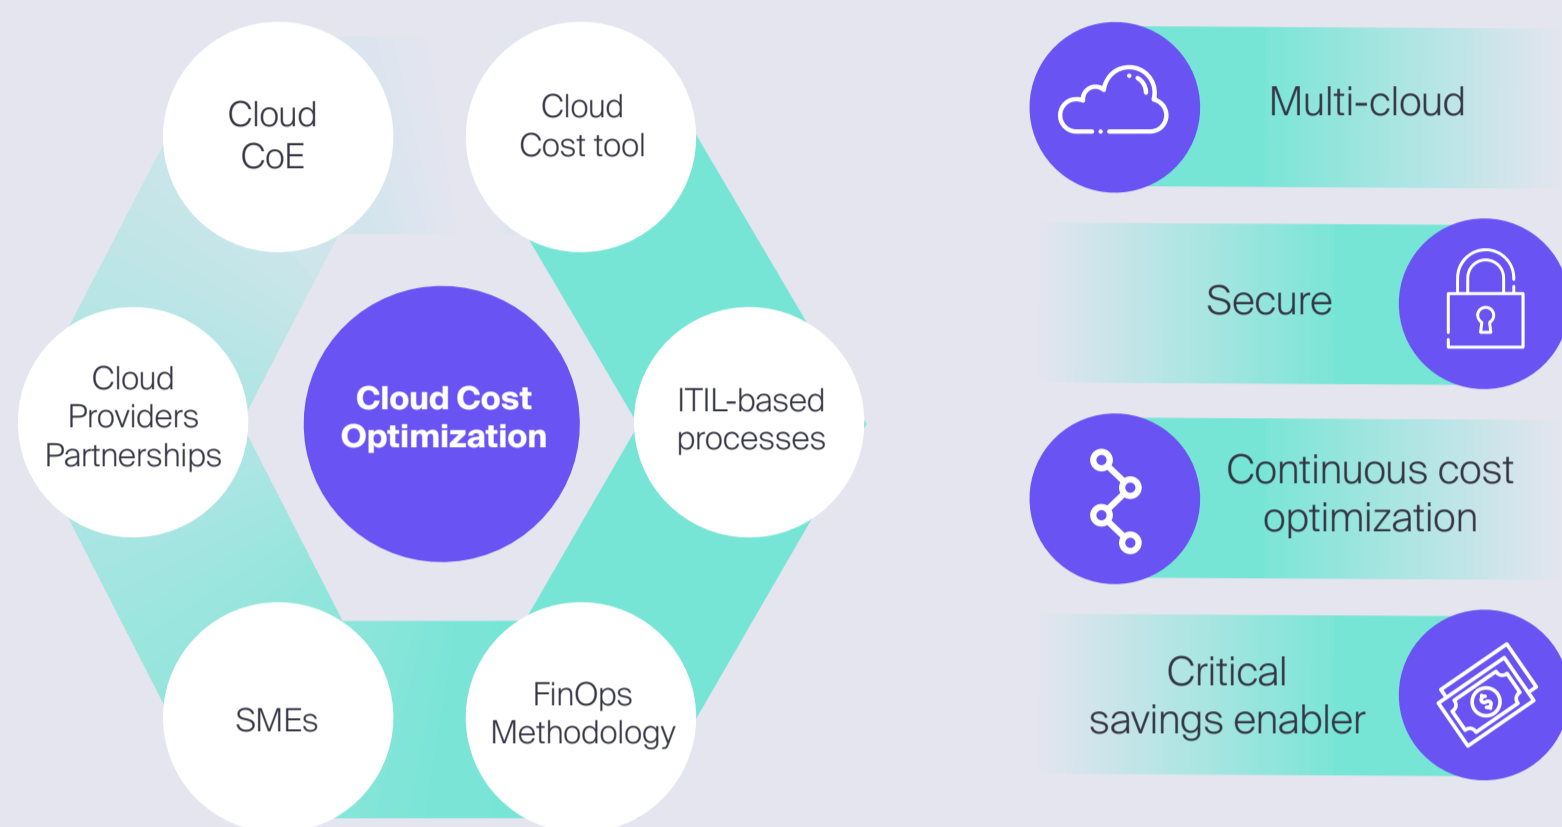 Cloud
CoE
Cloud
Cost tool
Cloud
Providers
Partnerships
Cloud Cost
Optimization
ITIL-based
processes
SMEs
FinOps
Methodology
Multi-cloud
Secure
Continuous cost
optimization
Critical
savings enabler